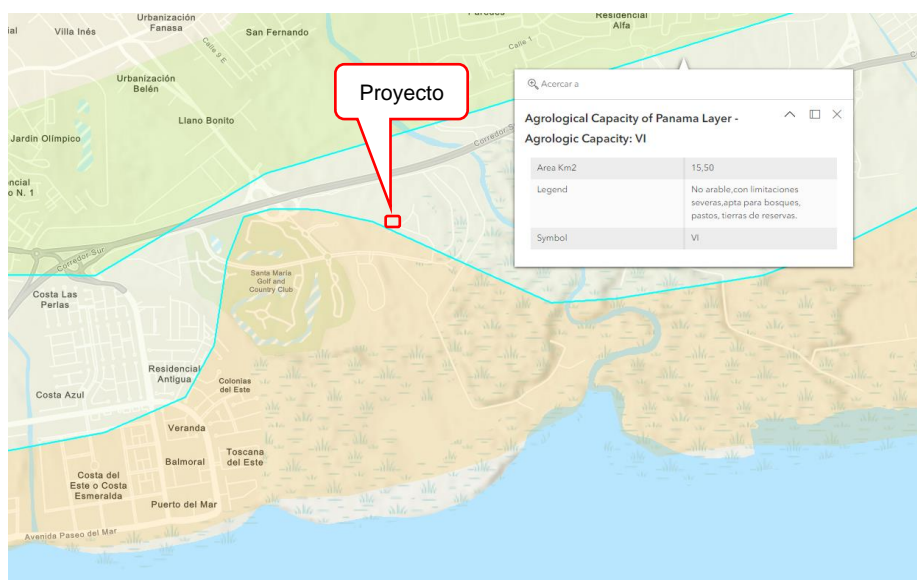 Urbanización
Fanasa
Villa Inés
San Fernando
Calle 9 E
Residencial
Alfa
Calle 1
Urbanización
Belén
Llano Bonito
Jardín Olímpico
Corredor Sur
Proyecto
Acercar a
Agrological Capacity of Panama Layer -
Agrologic Capacity: VI
Area Km2 15,50
Legend No arable,con limitaciones
severas,apta para bosques,
pastos, tierras de reservas.
Symbol VI
o N. 1
Corredor Sur
Santa María
Golf and
Country Club
Costa Las
Perlas
Residencial
Antigua
Colonias
del Este
Costa Azul
Veranda
Toscana
del Este
Balmoral
Costa del
Este o Costa
Esmeralda
Puerto del Mar
Avenida Paseo del Mar